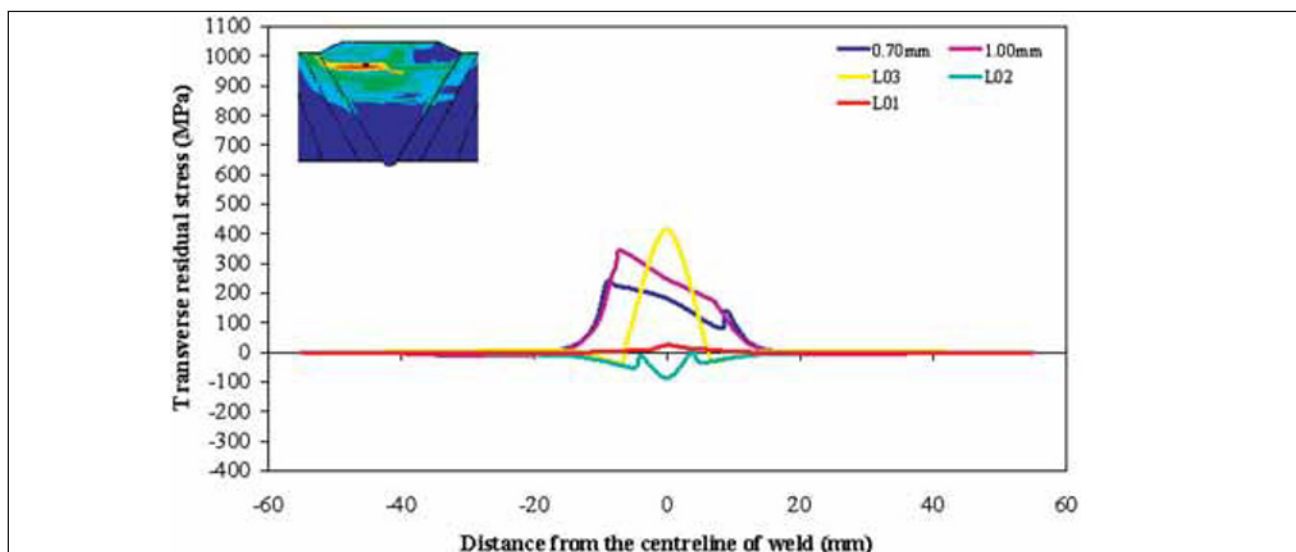 1100
1000
900
800
700
600
500
400
300
200
100
0
-100
-200
-300
-400
Transverse residual stress (MPa)
0.70mm 1.00mm
L03 L02
L01
-60 -40 -20 0 20 40 60
Distance from the centreline of weld (mm)